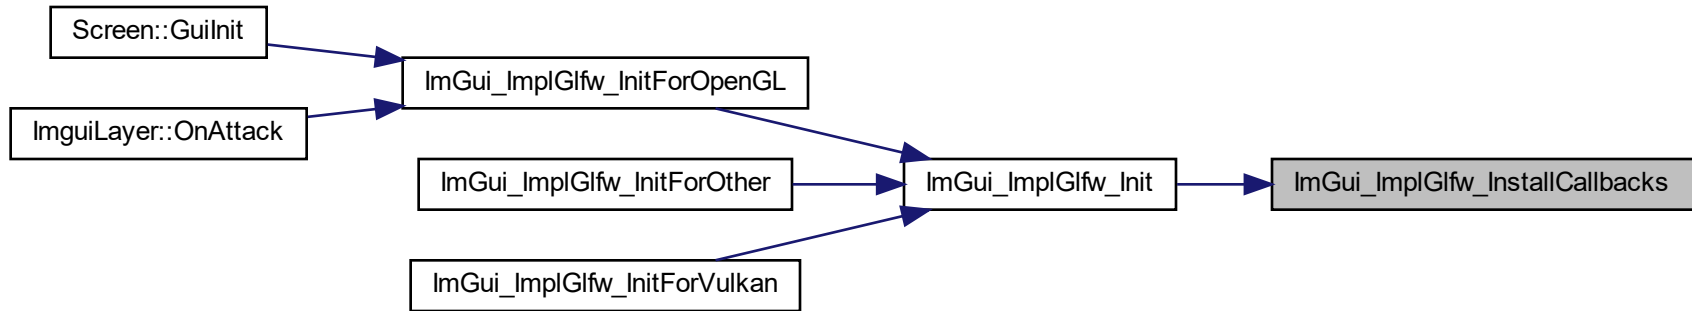 Screen::GuiInit
ImguiLayer::OnAttack
ImGui_ImplGlfw_InitForOpenGL
ImGui_ImplGlfw_InitForOther
ImGui_ImplGlfw_InitForVulkan
ImGui_ImplGlfw_Init
ImGui_ImplGlfw_InstallCallbacks